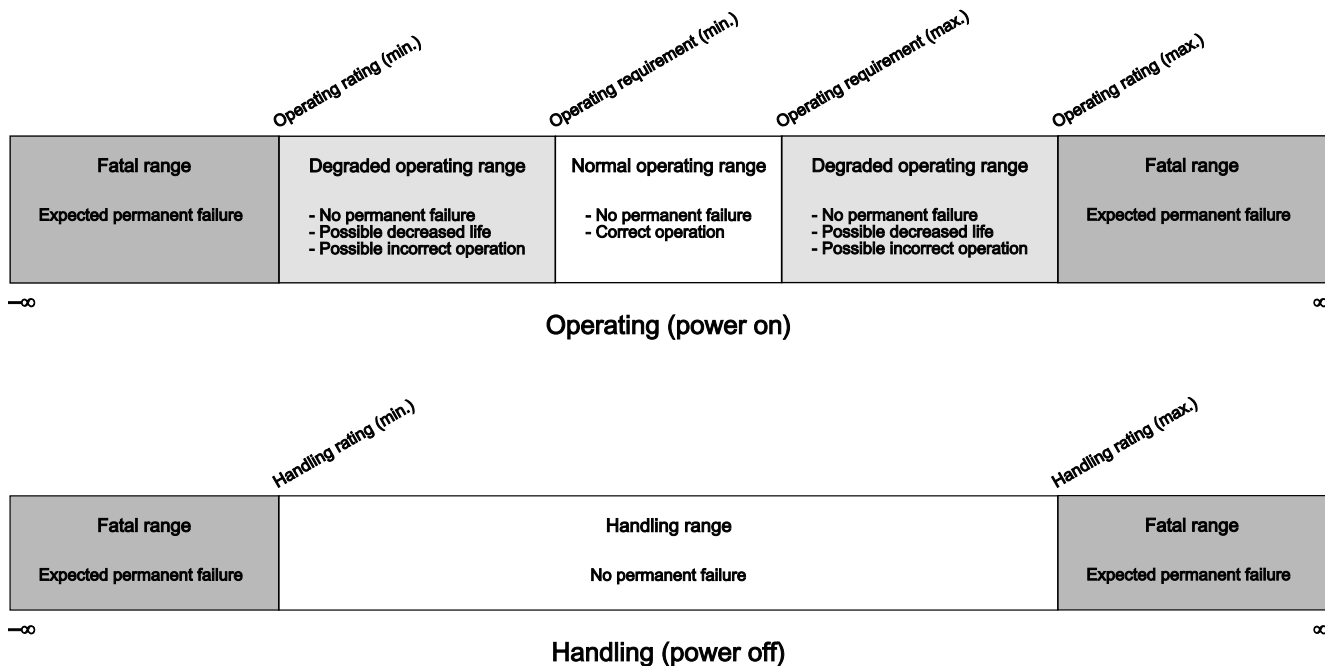 Operating rating (min.)
Operating requirement (min.)
Operating requirement (max.)
Operating rating (max.)
Fatal range
Expected permanent failure
Degraded operating range
- No permanent failure
- Possible decreased life
- Possible incorrect operation
Normal operating range
- No permanent failure
- Correct operation
Degraded operating range
- No permanent failure
- Possible decreased life
- Possible incorrect operation
Fatal range
Expected permanent failure
–∞
∞
Operating (power on)
Handling rating (min.)
Handling rating (max.)
Fatal range
Expected permanent failure
Handling range
No permanent failure
Fatal range
Expected permanent failure
–∞
∞
Handling (power off)